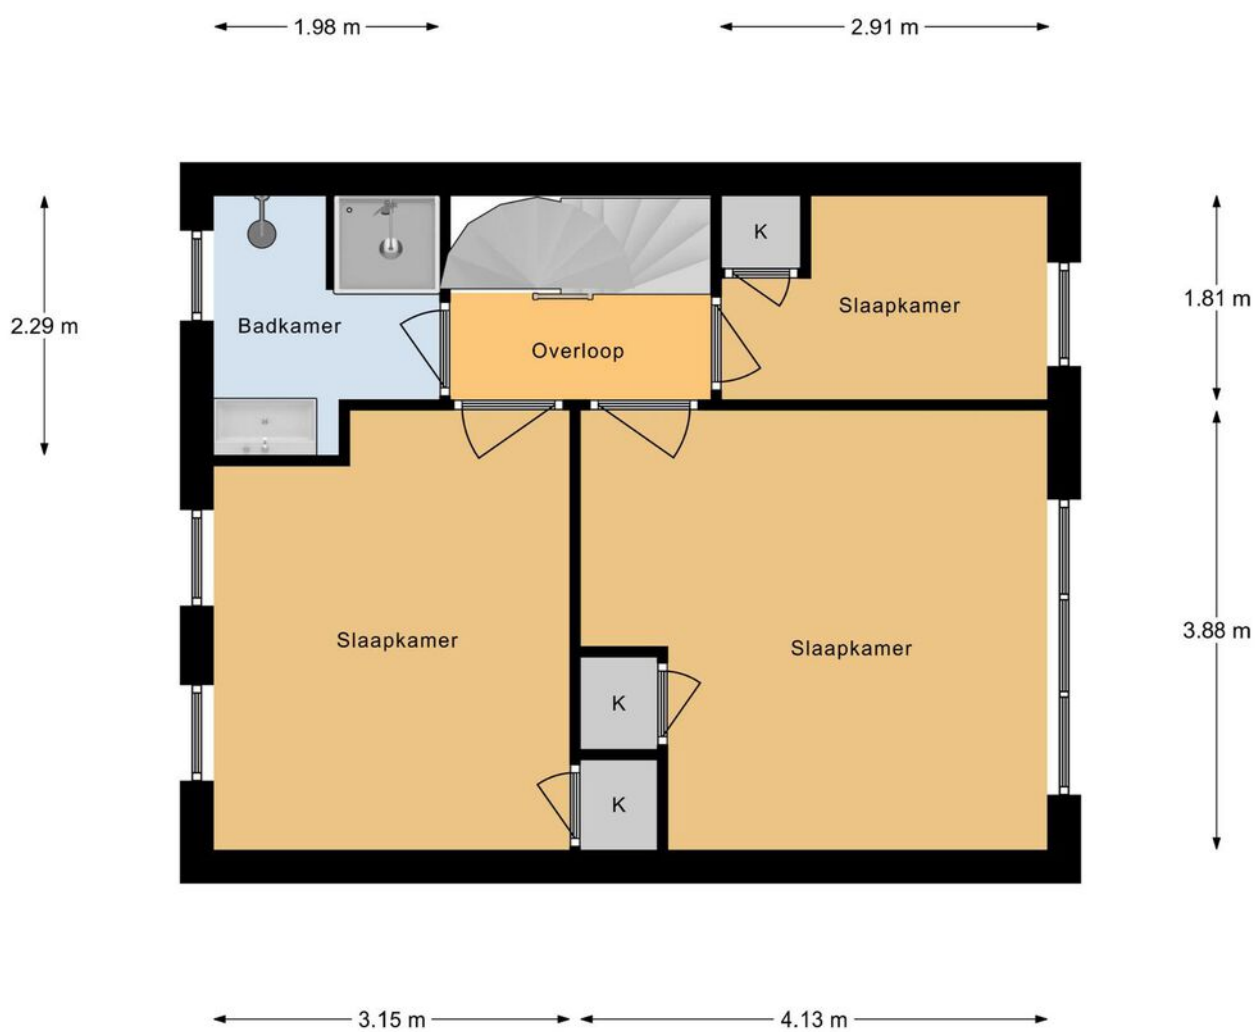 1.98 m
2.91 m
K
2.29 m
Badkamer
Slaapkamer
1.81 m
Overloop
Slaapkamer
Slaapkamer
3.88 m
K
K
3.15 m
4.13 m